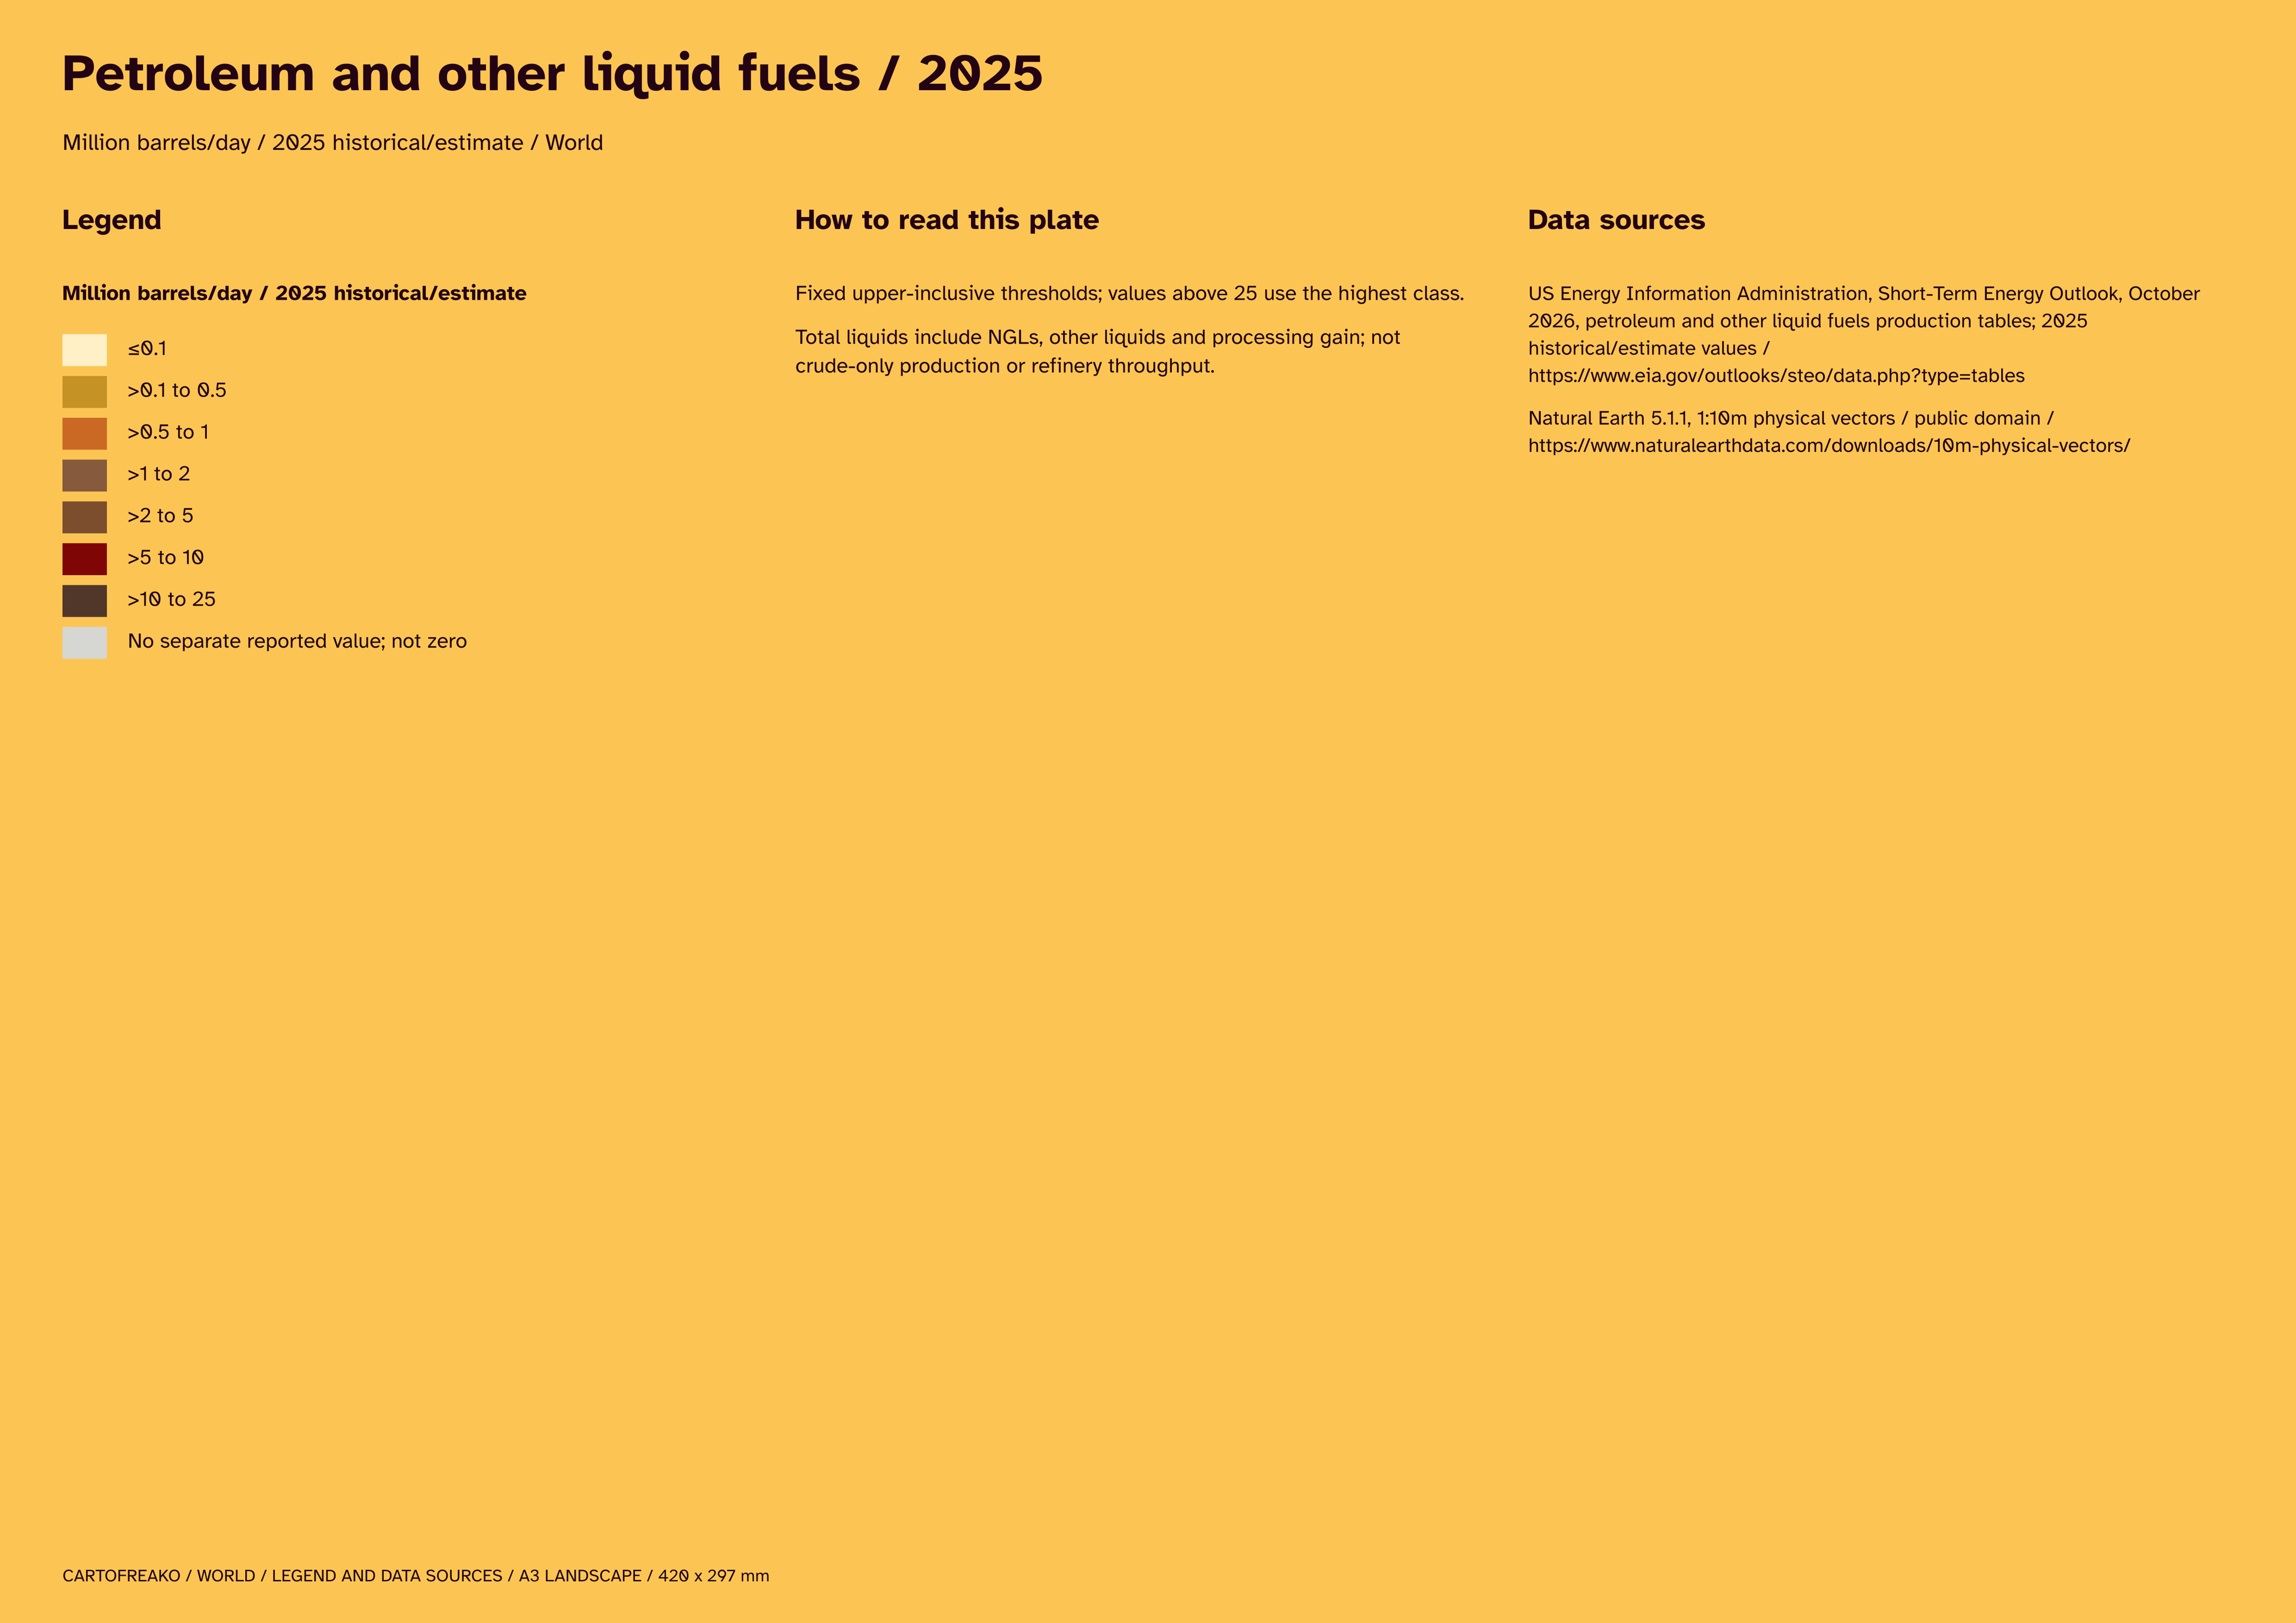 Petroleum and other liquid fuels / 2025
Million barrels/day / 2025 historical/estimate / World
Legend
Million barrels/day / 2025 historical/estimate
≤0.1
>0.1 to 0.5
>0.5 to 1
>1 to 2
>2 to 5
>5 to 10
>10 to 25
No separate reported value; not zero
How to read this plate
Fixed upper-inclusive thresholds; values above 25 use the highest class.
Total liquids include NGLs, other liquids and processing gain; not
crude-only production or refinery throughput.
Data sources
US Energy Information Administration, Short-Term Energy Outlook, October
2026, petroleum and other liquid fuels production tables; 2025
historical/estimate values /
https://www.eia.gov/outlooks/steo/data.php?type=tables
Natural Earth 5.1.1, 1:10m physical vectors / public domain /
https://www.naturalearthdata.com/downloads/10m-physical-vectors/
CARTOFREAKO / WORLD / LEGEND AND DATA SOURCES / A3 LANDSCAPE / 420 x 297 mm